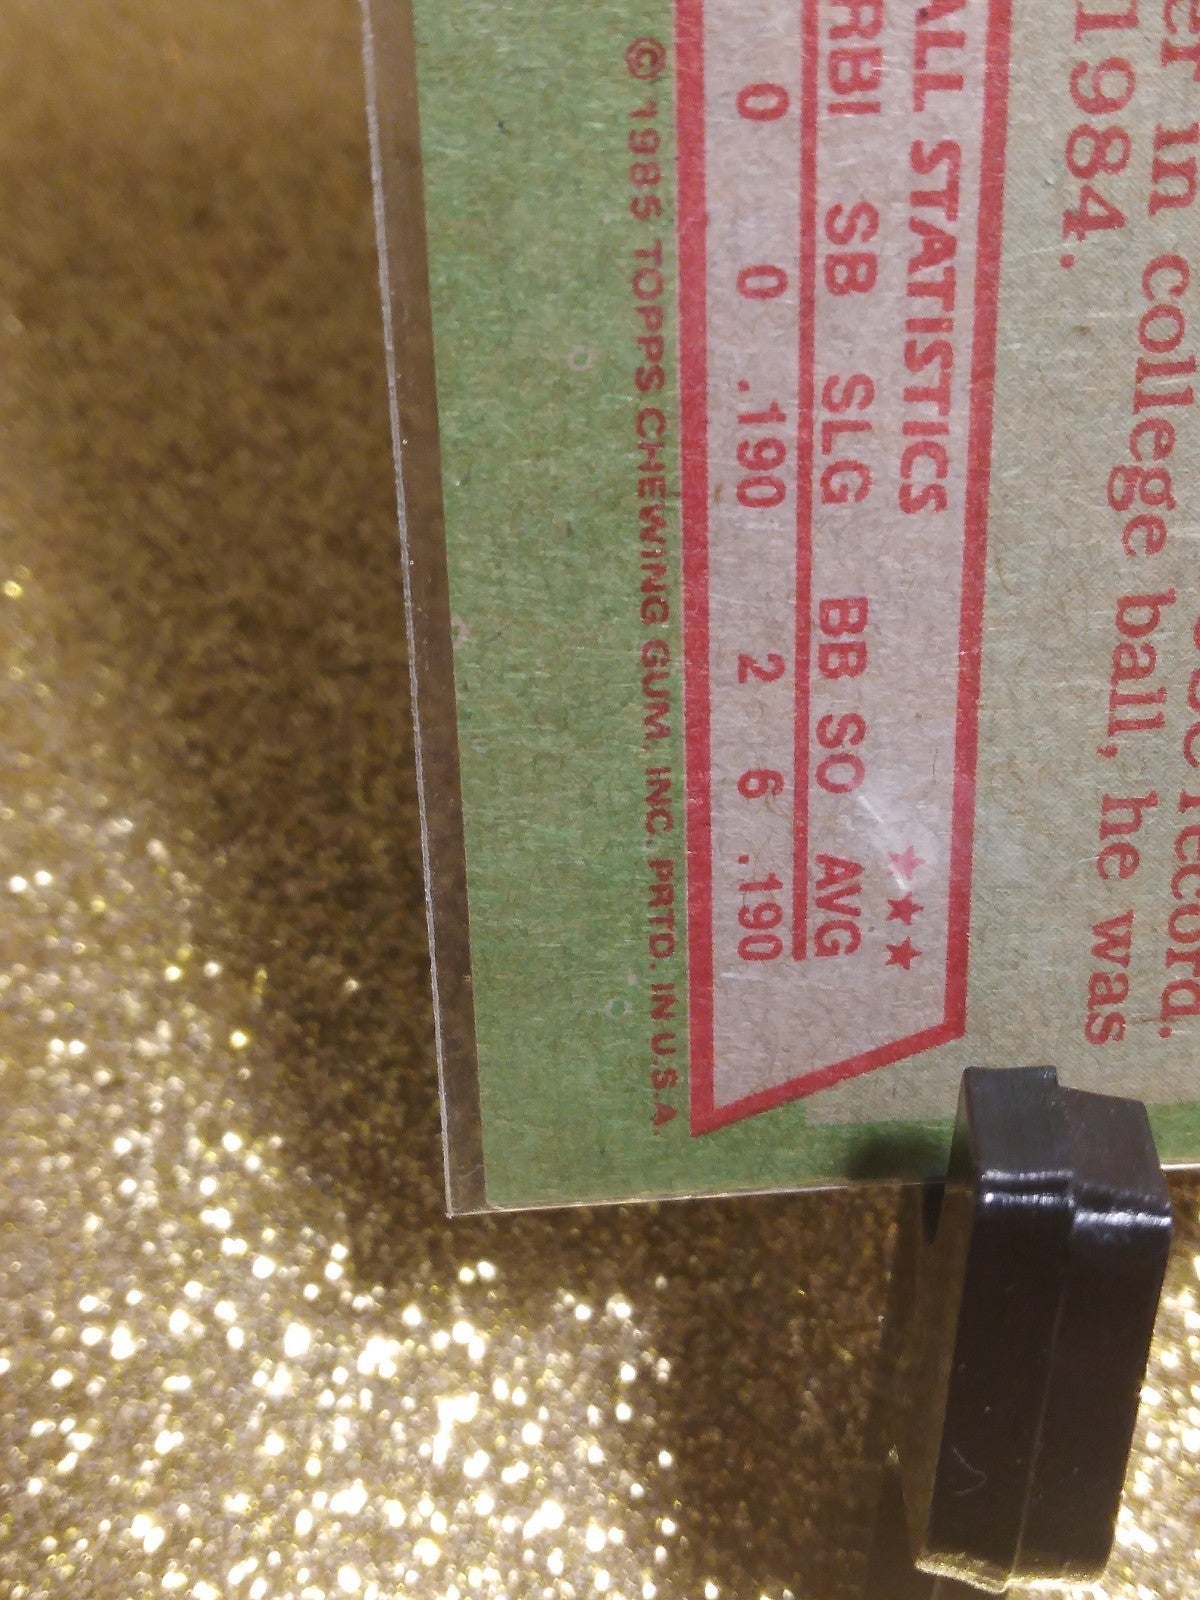 record.
er in college ball, he was
1984.
ALL STATISTICS ★★★
RBI SB SLG BB SO AVG
0 0 .190 2 6 .190
© 1985 TOPPS CHEWING GUM, INC. PRTD. IN U.S.A.